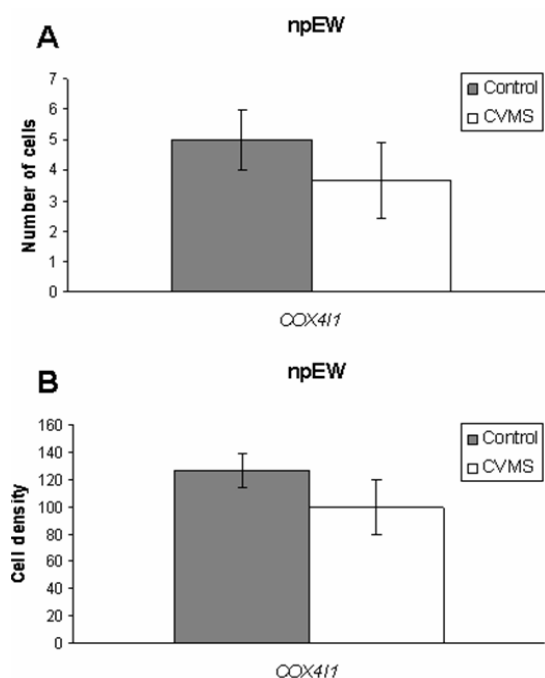 A
npEW
Number of cells
7
6
5
4
3
2
1
0
Control
CVMS
COX4I1
B
npEW
Cell density
160
140
120
100
80
60
40
20
0
Control
CVMS
COX4I1